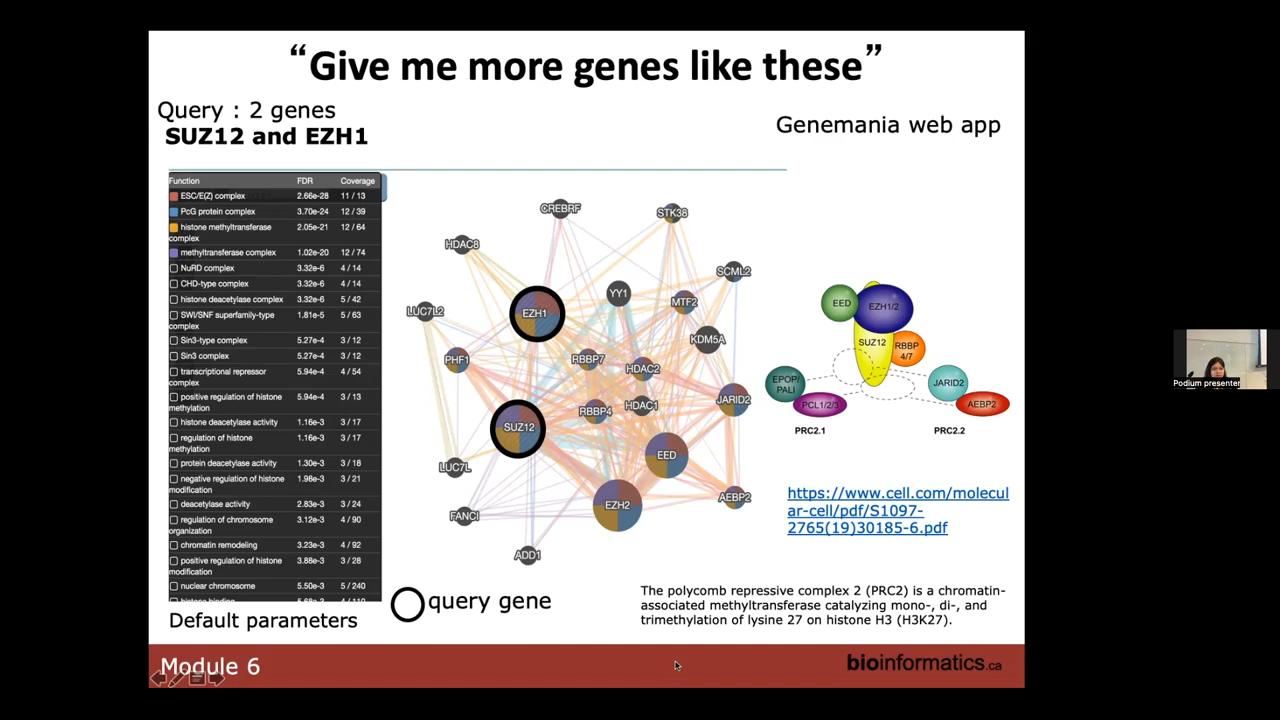 “Give me more genes like these”
Query : 2 genes
SUZ12 and EZH1
Genemania web app
Function FDR Coverage
ESC/E(Z) complex 2.66e-28 11 / 13
PcG protein complex 3.70e-24 12 / 39
histone methyltransferase
complex 2.05e-21 12 / 64
methyltransferase complex 1.02e-20 12 / 74
NuRD complex 3.32e-6 4 / 14
CHD-type complex 3.32e-6 4 / 14
histone deacetylase complex 3.32e-6 5 / 42
SWI/SNF superfamily-type
complex 1.81e-5 5 / 63
Sin3-type complex 5.27e-4 3 / 12
Sin3 complex 5.27e-4 3 / 12
transcriptional repressor
complex 5.94e-4 4 / 54
positive regulation of histone
methylation 5.94e-4 3 / 13
histone deacetylase activity 1.16e-3 3 / 17
regulation of histone
methylation 1.16e-3 3 / 17
protein deacetylase activity 1.30e-3 3 / 18
negative regulation of histone
modification 1.98e-3 3 / 21
deacetylase activity 2.83e-3 3 / 24
regulation of chromosome
organization 3.12e-3 4 / 90
chromatin remodeling 3.23e-3 4 / 92
positive regulation of histone
modification 3.88e-3 3 / 28
nuclear chromosome 5.50e-3 5 / 240
Default parameters
CREBRF
STK38
HDAC8
SCML2
YY1
MTF2
LUC7L2
EZH1
KDM5A
PHF1
RBBP7
HDAC2
JARID2
RBBP4
HDAC1
SUZ12
EED
LUC7L
EZH2
AEBP2
FANCI
ADD1
query gene
EED
EZH1/2
SUZ12
RBBP
4/7
EPOP/
PALI
PCL1/2/3
JARID2
AEBP2
PRC2.1
PRC2.2
https://www.cell.com/molecul
ar-cell/pdf/S1097-
2765(19)30185-6.pdf
The polycomb repressive complex 2 (PRC2) is a chromatin-
associated methyltransferase catalyzing mono-, di-, and
trimethylation of lysine 27 on histone H3 (H3K27).
Module 6
bioinformatics.ca
Podium presenter